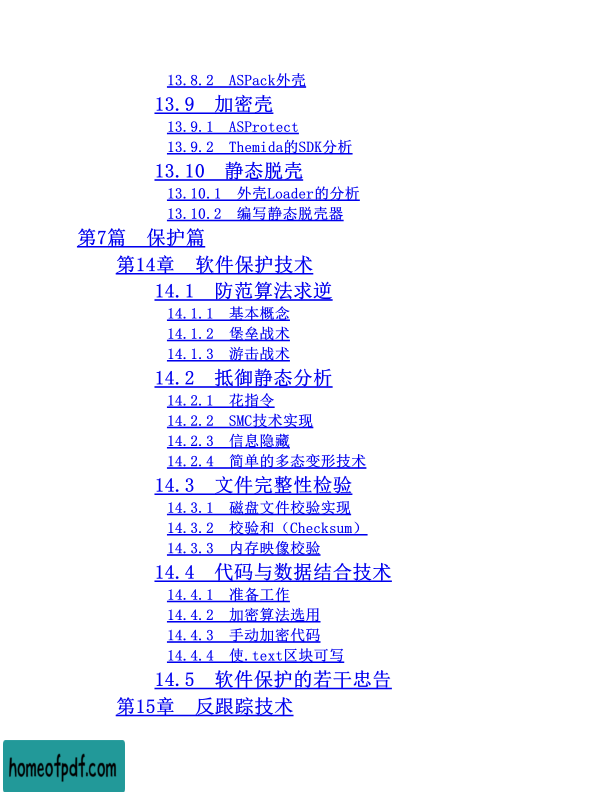 13.8.2 ASPack外壳
13.9 加密壳
13.9.1 ASProtect
13.9.2 Themida的SDK分析
13.10 静态脱壳
13.10.1 外壳Loader的分析
13.10.2 编写静态脱壳器
第7篇 保护篇
第14章 软件保护技术
14.1 防范算法求逆
14.1.1 基本概念
14.1.2 堡垒战术
14.1.3 游击战术
14.2 抵御静态分析
14.2.1 花指令
14.2.2 SMC技术实现
14.2.3 信息隐藏
14.2.4 简单的多态变形技术
14.3 文件完整性检验
14.3.1 磁盘文件校验实现
14.3.2 校验和（Checksum）
14.3.3 内存映像校验
14.4 代码与数据结合技术
14.4.1 准备工作
14.4.2 加密算法选用
14.4.3 手动加密代码
14.4.4 使.text区块可写
14.5 软件保护的若干忠告
第15章 反跟踪技术
homeofpdf.com